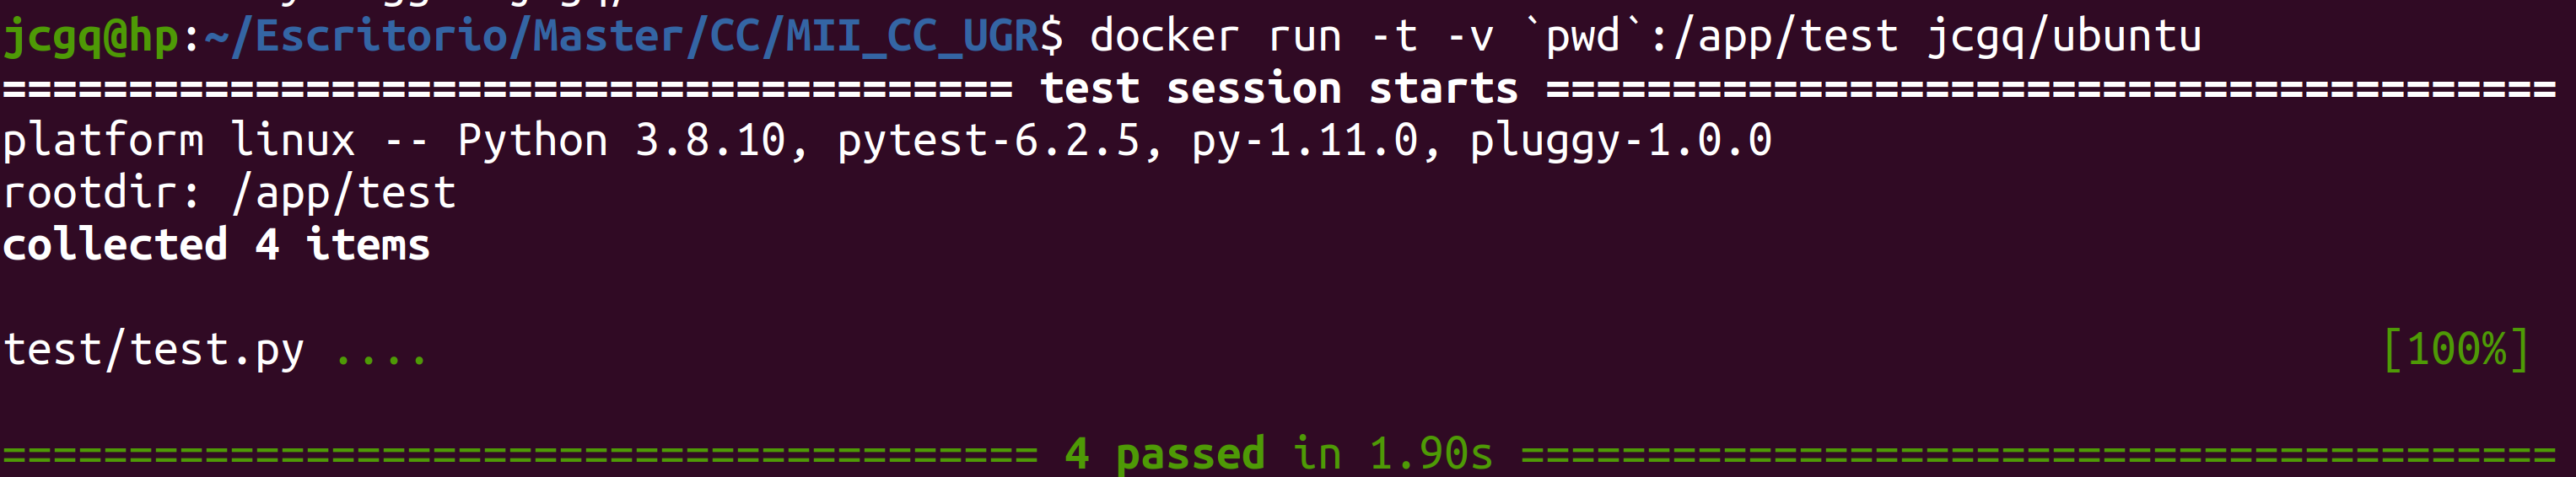 jcgq@hp:~/Escritorio/Master/CC/MII_CC_UGR$ docker run -t -v `pwd`:/app/test jcgq/ubuntu
======================================== test session starts ========================================
platform linux -- Python 3.8.10, pytest-6.2.5, py-1.11.0, pluggy-1.0.0
rootdir: /app/test
collected 4 items
test/test.py .... [100%]
========================================= 4 passed in 1.90s =========================================